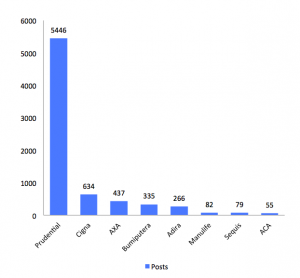 6000
5000
4000
3000
2000
1000
0
5446
634
437
335
266
82
79
55
Prudential
Cigna
AXA
Bumiputera
Adira
Manulife
Sequis
ACA
Posts